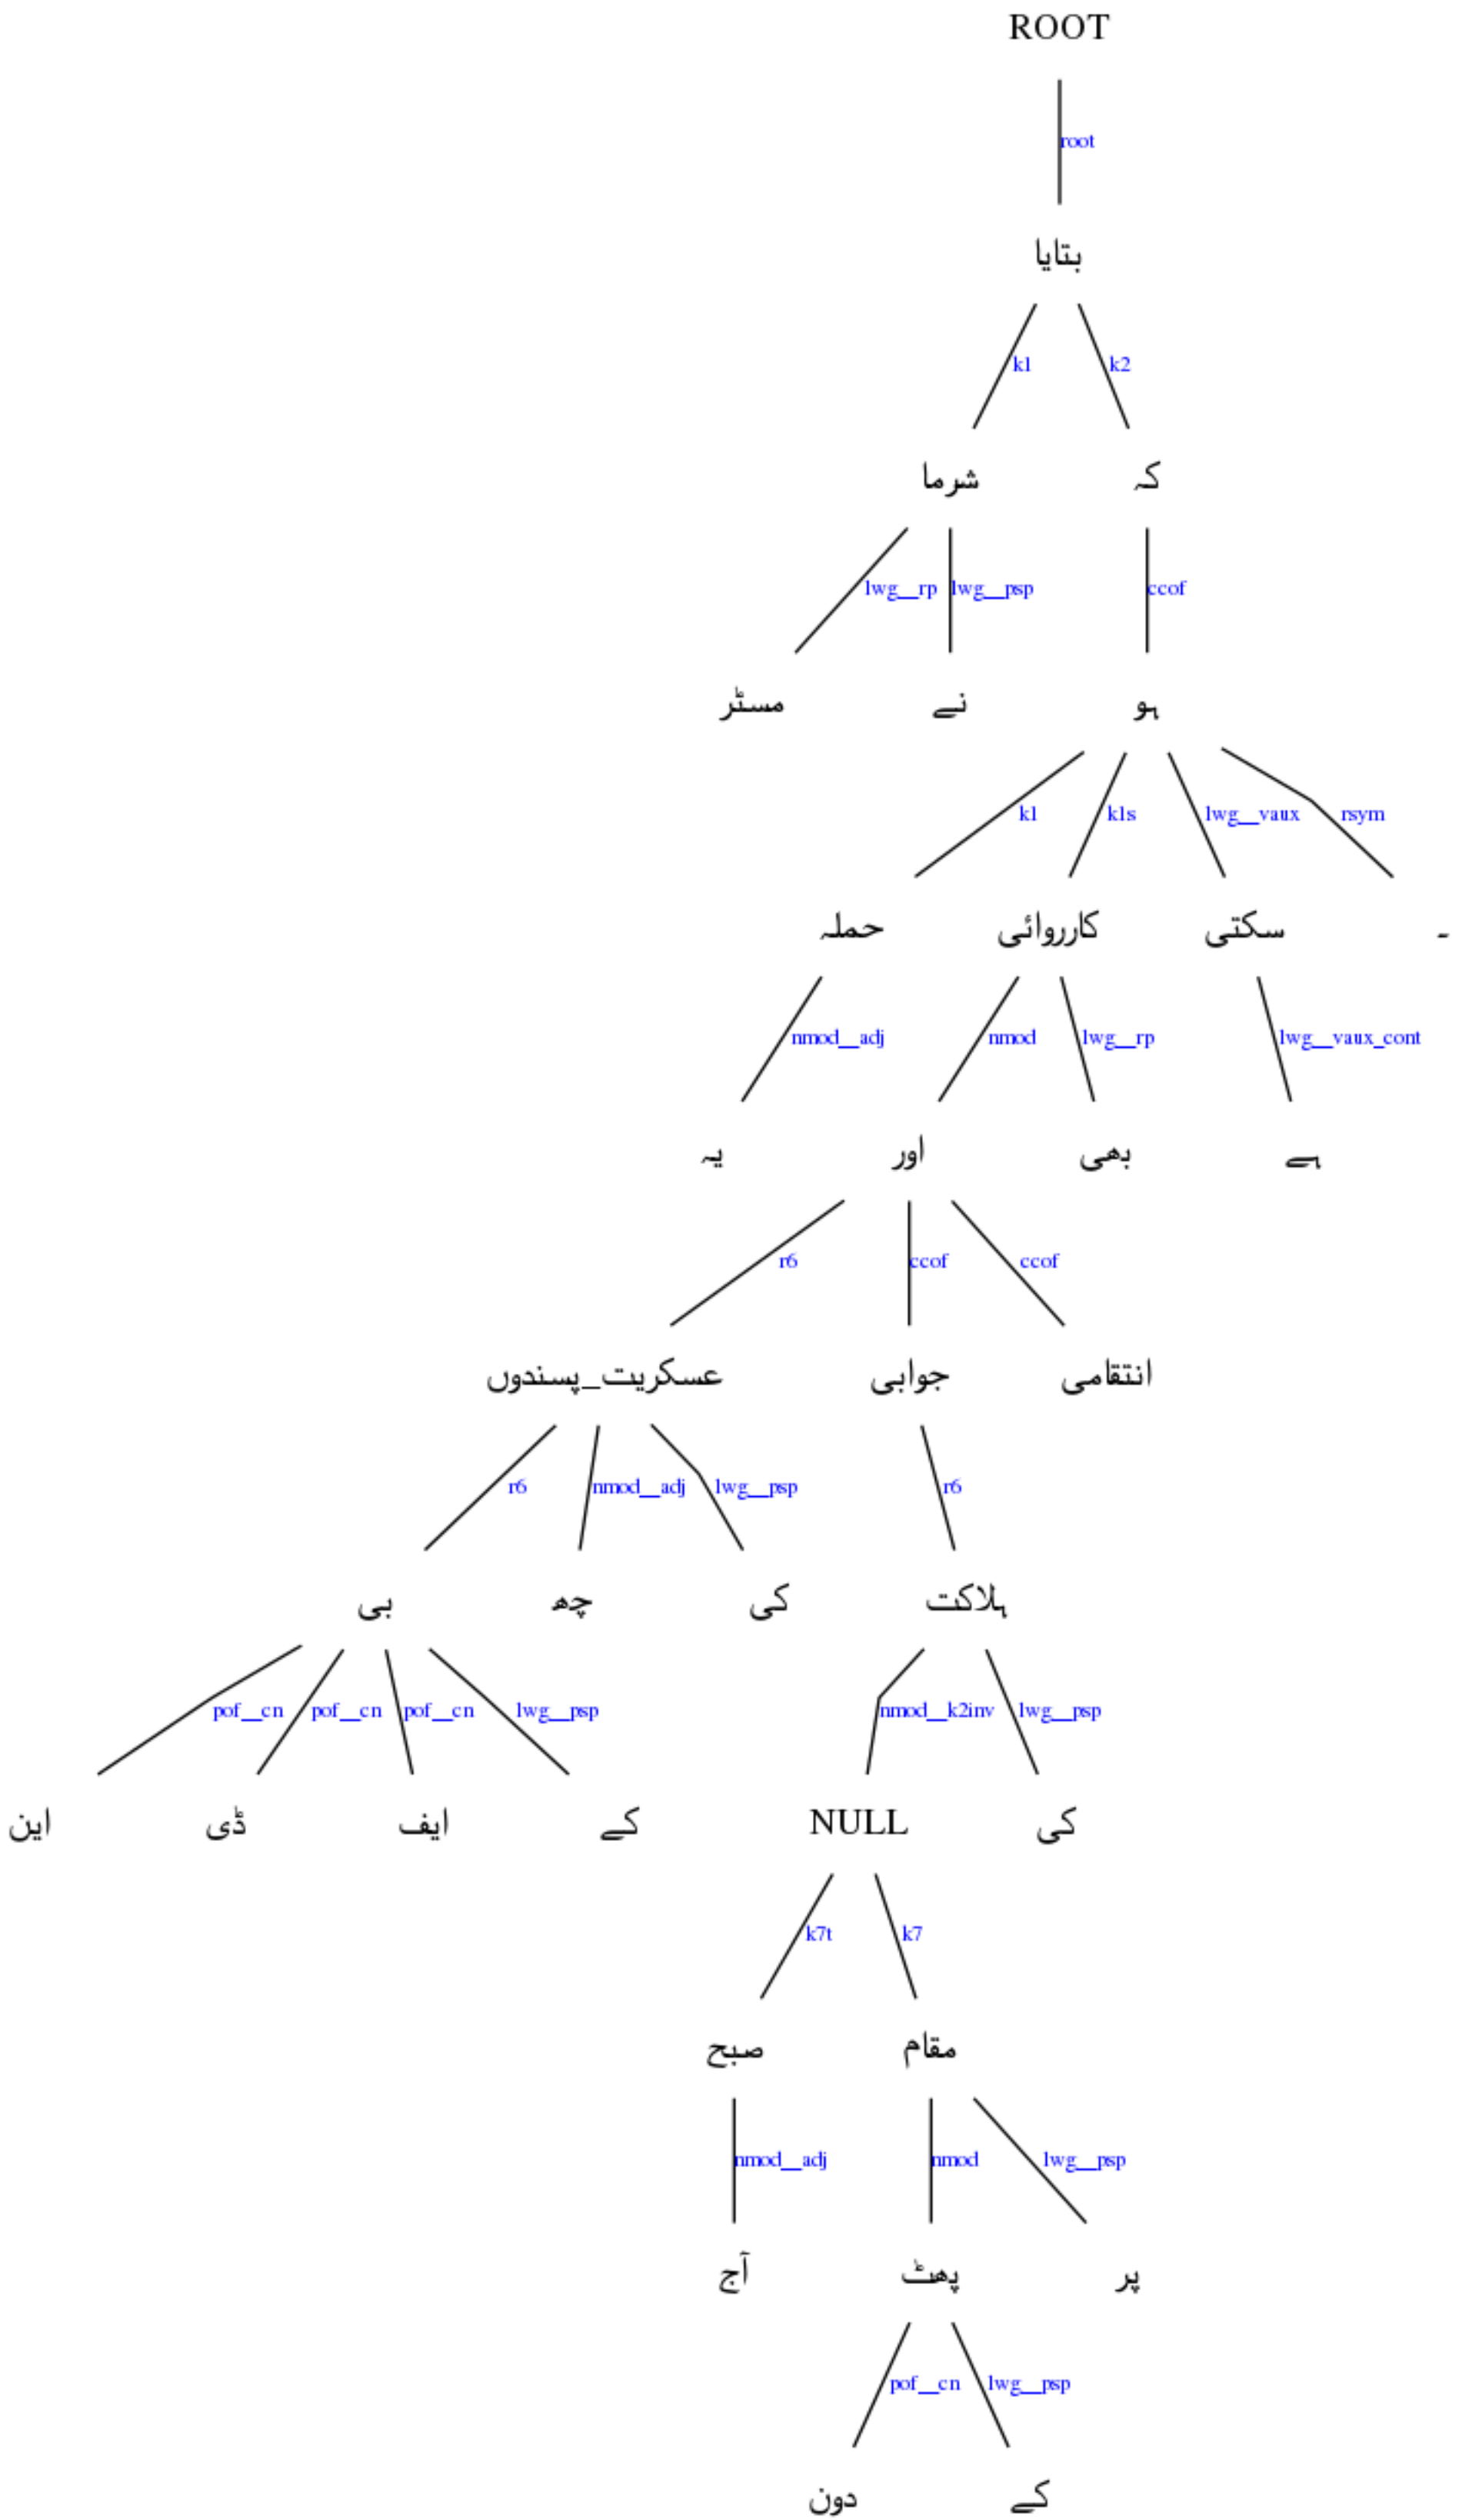 ROOT
root
بتایا
k1 k2
شرما کہ
lwg__rp lwg__psp ccof
مسٹر نے ہو
k1 k1s lwg__vaux rsym
حملہ کارروائی سکتی ۔
nmod__adj nmod lwg__rp lwg__vaux_cont
یہ اور بھی ہے
r6 ccof ccof
عسکریت_پسندوں جوابی انتقامی
r6 nmod__adj lwg__psp r6
بی چھ کی ہلاکت
pof__cn pof__cn pof__cn lwg__psp nmod__k2inv lwg__psp
این ڈی ایف کے NULL کی
k7t k7
صبح مقام
nmod__adj nmod lwg__psp
آج پھٹ پر
pof__cn lwg__psp
دون کے